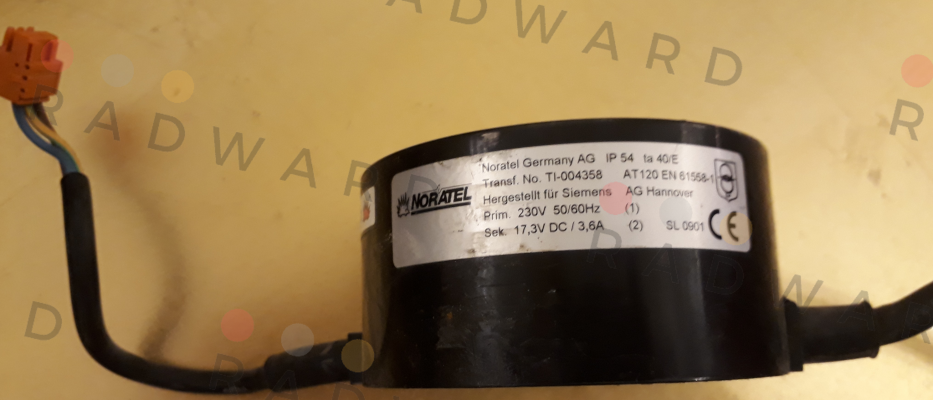 NORATEL
Noratel Germany AG IP 54 ta 40/E
Transf. No. TI-004358 AT120 EN 61558-1
Hergestellt für Siemens AG Hannover
Prim. 230V 50/60Hz (1)
Sek. 17,3V DC / 3,6A (2) SL 0901 CE
RADWARD
RADWARD
RADWARD
RADWARD